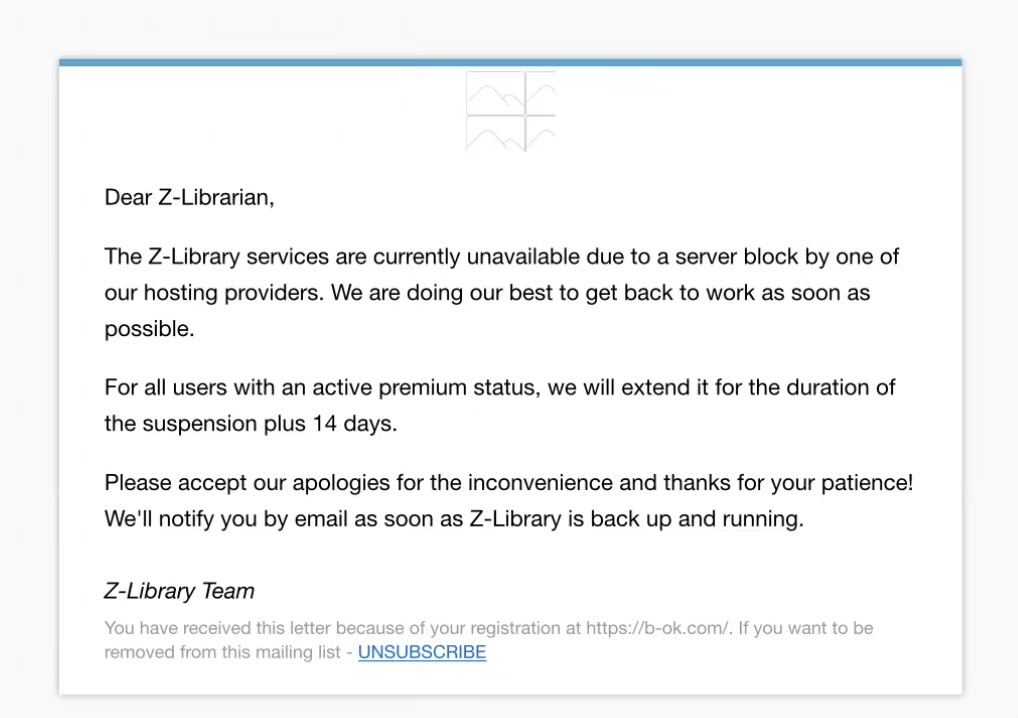 Dear Z-Librarian,
The Z-Library services are currently unavailable due to a server block by one of
our hosting providers. We are doing our best to get back to work as soon as
possible.
For all users with an active premium status, we will extend it for the duration of
the suspension plus 14 days.
Please accept our apologies for the inconvenience and thanks for your patience!
We'll notify you by email as soon as Z-Library is back up and running.
Z-Library Team
You have received this letter because of your registration at https://b-ok.com/. If you want to be
removed from this mailing list - UNSUBSCRIBE